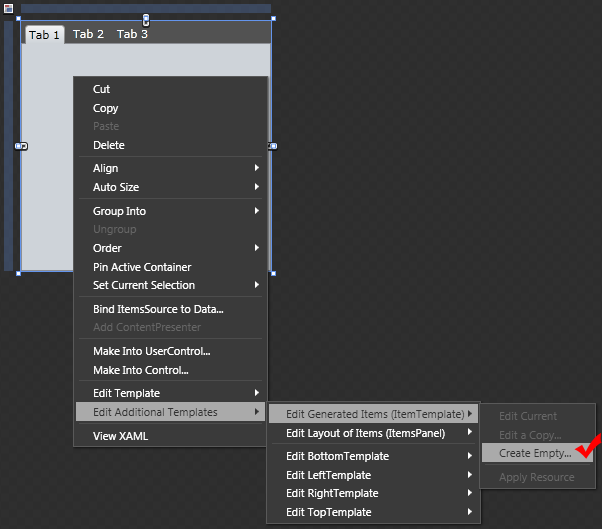 Tab 1 Tab 2 Tab 3
Cut
Copy
Paste
Delete
Align
Auto Size
Group Into
Ungroup
Order
Pin Active Container
Set Current Selection
Bind ItemsSource to Data...
Add ContentPresenter
Make Into UserControl...
Make Into Control...
Edit Template
Edit Additional Templates
View XAML
Edit Generated Items (ItemTemplate)
Edit Layout of Items (ItemsPanel)
Edit BottomTemplate
Edit LeftTemplate
Edit RightTemplate
Edit TopTemplate
Edit Current
Edit a Copy...
Create Empty...
Apply Resource